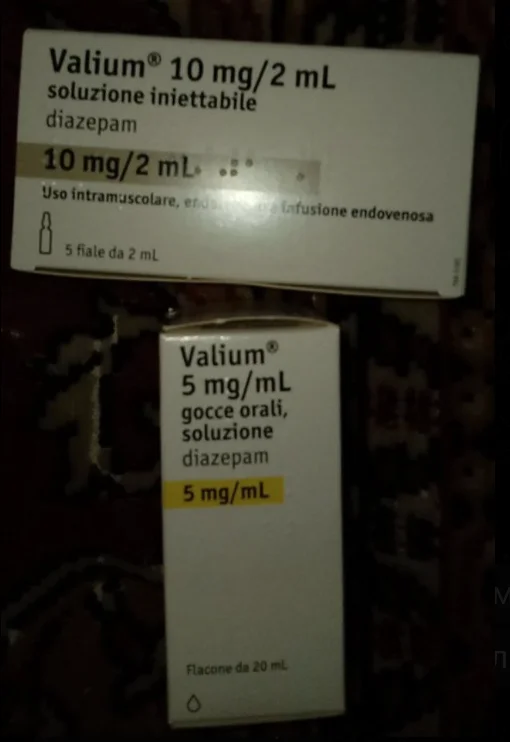 Valium® 10 mg/2 mL
soluzione iniettabile
diazepam
10 mg/2 mL
Uso intramuscolare, infusione endovenosa
5 fiale da 2 mL
Valium®
5 mg/mL
gocce orali,
soluzione
diazepam
5 mg/mL
Flacone da 20 mL